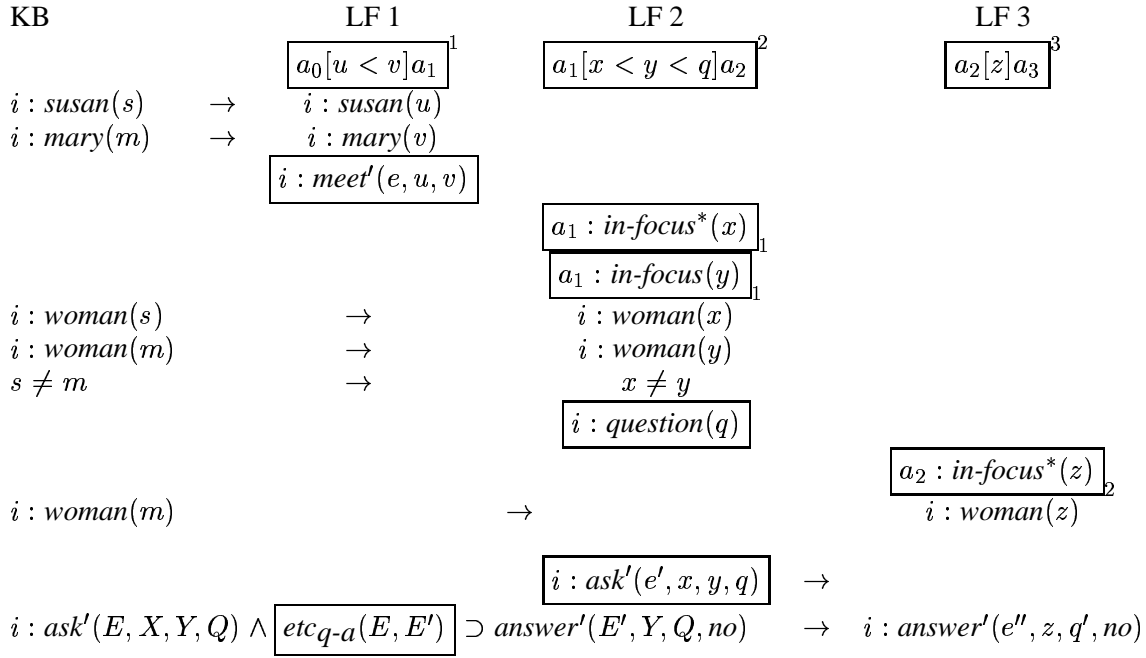 KB LF 1 LF 2 LF 3
a₀[u < v]a₁ ¹ a₁[x < y < q]a₂ ² a₂[]a₃ ³
i : susan(s) → i : susan(u)
i : mary(m) → i : mary(v)
i : meet′(e, u, v)
a₁ : in-focus*(x) ₁
a₁ : in-focus(y) ₁
i : woman(s) → i : woman(x)
i : woman(m) → i : woman(y)
s ≠ m → x ≠ y
i : question(q)
a₂ : in-focus*(z) ₂
i : woman(m) → i : woman(z)
i : ask′(e′, x, y, q) →
i : ask′(E, X, Y, Q) ∧ etc_q-a(E, E′) ⊃ answer′(E′, Y, Q, no) → i : answer′(e″, z, q′, no)